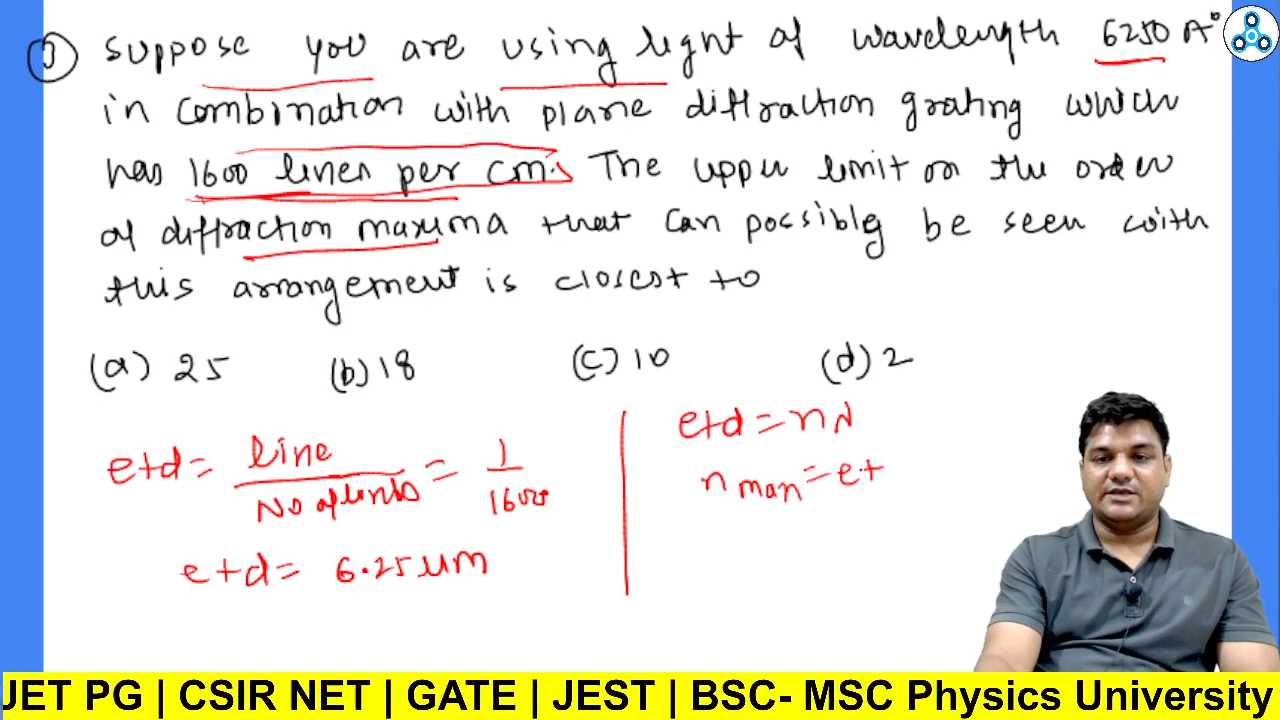 Suppose you are using light of wavelength 6250 A°
in combination with plane diffraction grating which
has 1600 lines per cm. The upper limit on the order
of diffraction maxima that can possibly be seen with
this arrangement is closest to
(a) 25 (b) 18 (c) 10 (d) 2
e+d = line / No of lines = 1 / 1600
e+d = 6.25 um
e+d = nλ
n max = e+
JET PG | CSIR NET | GATE | JEST | BSC- MSC Physics University